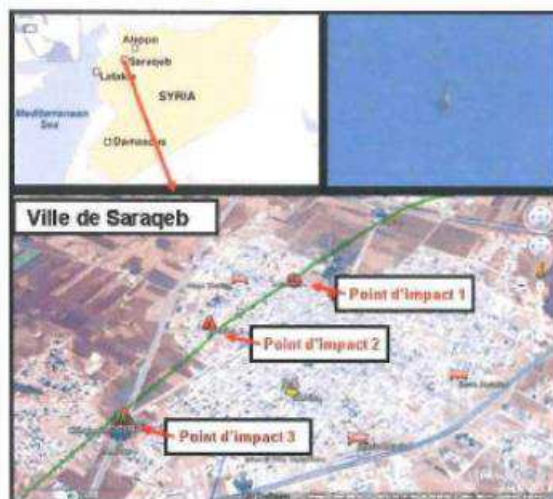 Aleppo
Saraqeb
Latakia
SYRIA
Mediterranean
Sea
Damascus
Ville de Saraqeb
Point d'impact 1
Point d'impact 2
Point d'impact 3